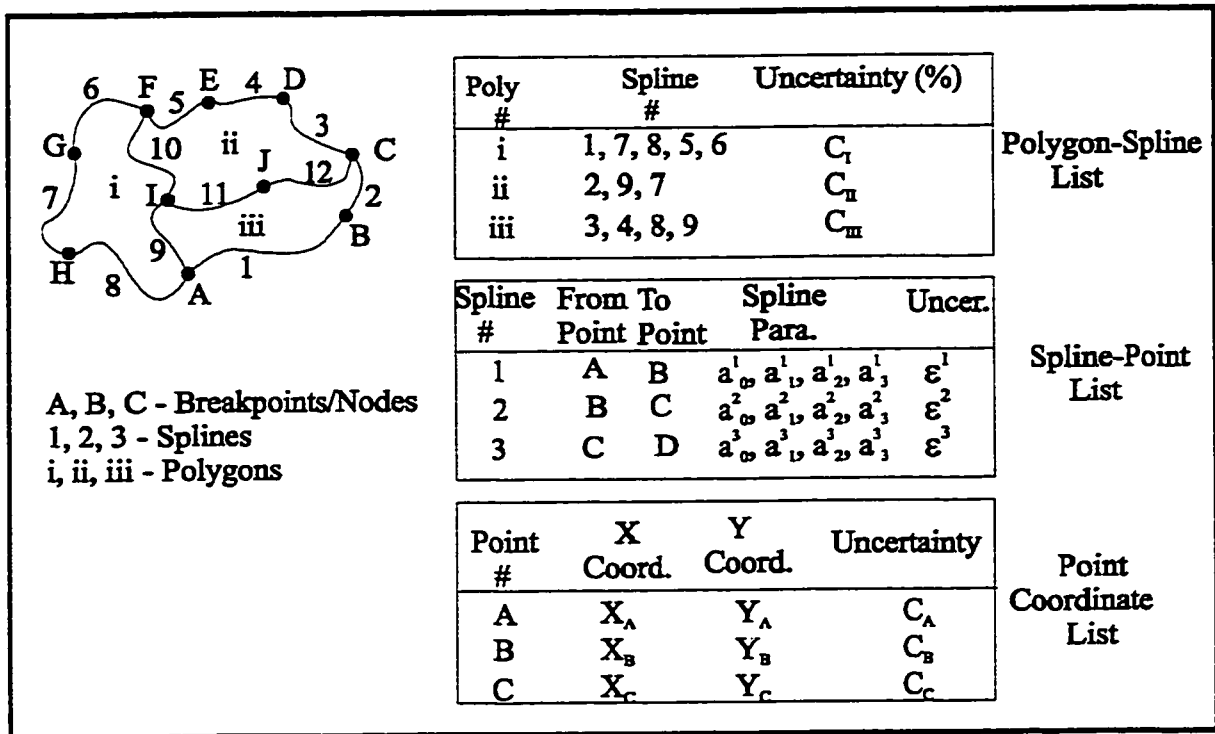 6 F 5 E 4 D
3
G 10 ii C
J
7 i I 11 12 2
iii B
H 9 1
8 A
A, B, C - Breakpoints/Nodes
1, 2, 3 - Splines
i, ii, iii - Polygons
Poly # Spline # Uncertainty (%)
i 1, 7, 8, 5, 6 C_I
ii 2, 9, 7 C_II
iii 3, 4, 8, 9 C_III
Polygon-Spline
List
Spline # From Point To Point Spline Para. Uncer.
1 A B a¹₀, a¹₁, a¹₂, a¹₃ ε¹
2 B C a²₀, a²₁, a²₂, a²₃ ε²
3 C D a³₀, a³₁, a³₂, a³₃ ε³
Spline-Point
List
Point # X Coord. Y Coord. Uncertainty
A X_A Y_A C_A
B X_B Y_B C_B
C X_C Y_C C_C
Point
Coordinate
List